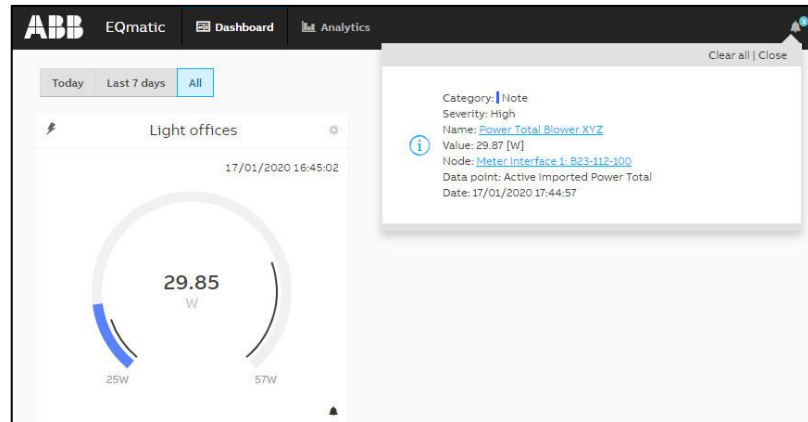 ABB EQmatic Dashboard Analytics 1
Clear all | Close
Today Last 7 days All
Light offices
17/01/2020 16:45:02
29.85
W
25W 57W
Category: Note
Severity: High
Name: Power Total Blower XYZ
Value: 29.87 [W]
Node: Meter Interface 1: B23-112-100
Data point: Active Imported Power Total
Date: 17/01/2020 17:44:57